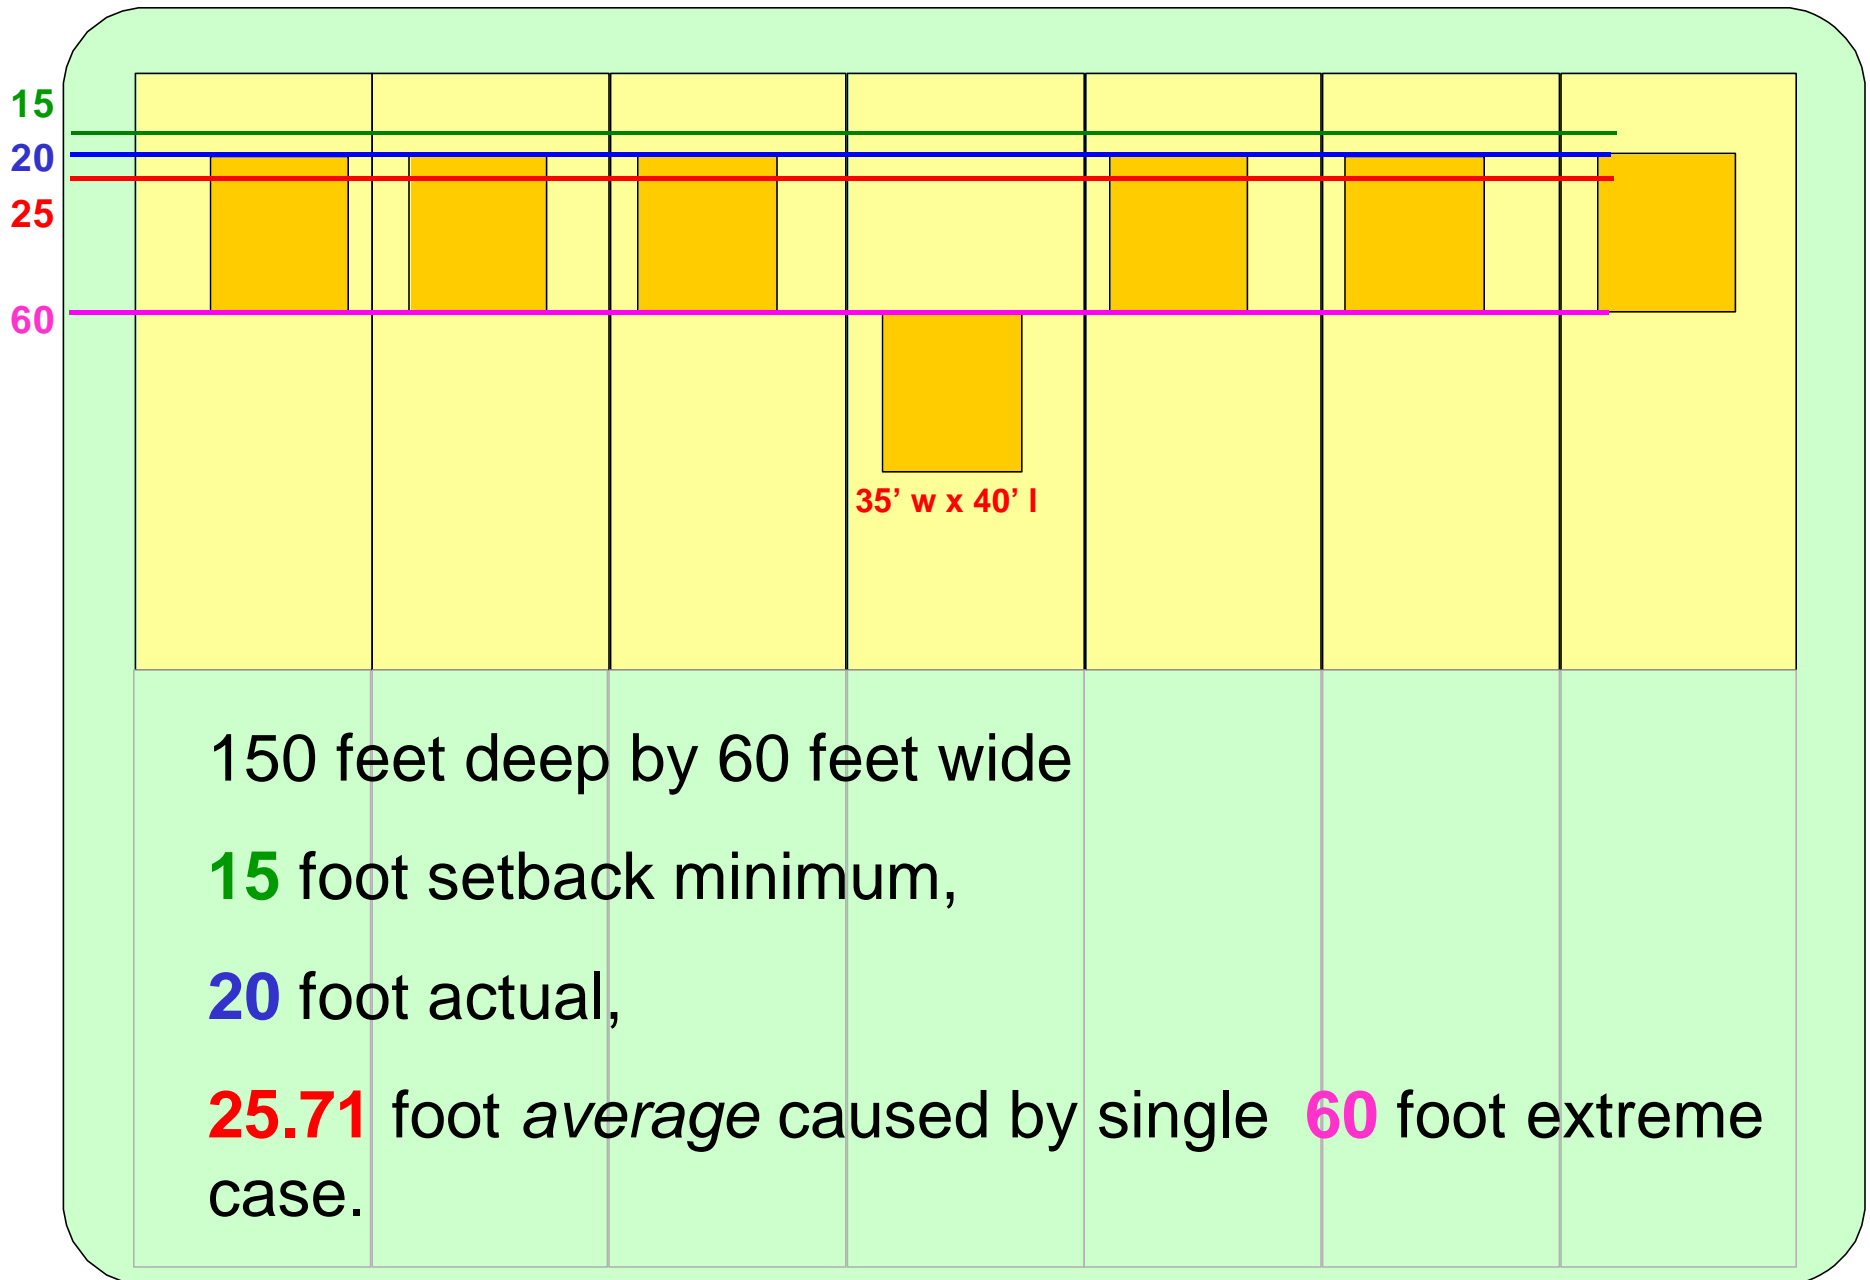 15
20
25
60
35’ w x 40’ l
150 feet deep by 60 feet wide
15 foot setback minimum,
20 foot actual,
25.71 foot average caused by single 60 foot extreme
case.